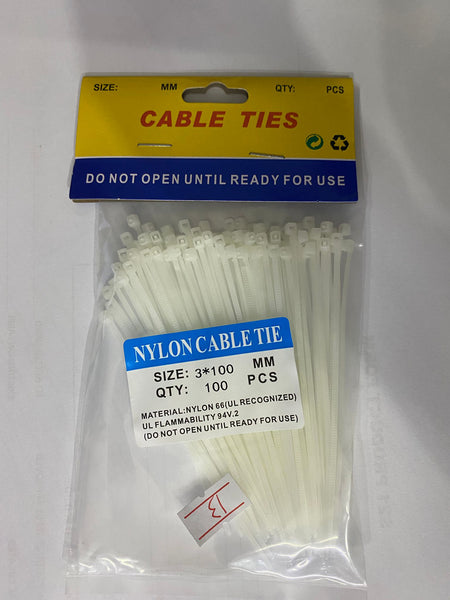 SIZE: MM QTY: PCS
CABLE TIES
DO NOT OPEN UNTIL READY FOR USE
NYLON CABLE TIE
SIZE: 3*100 MM
QTY: 100 PCS
MATERIAL:NYLON 66(UL RECOGNIZED)
UL FLAMMABILITY 94V.2
(DO NOT OPEN UNTIL READY FOR USE)
13